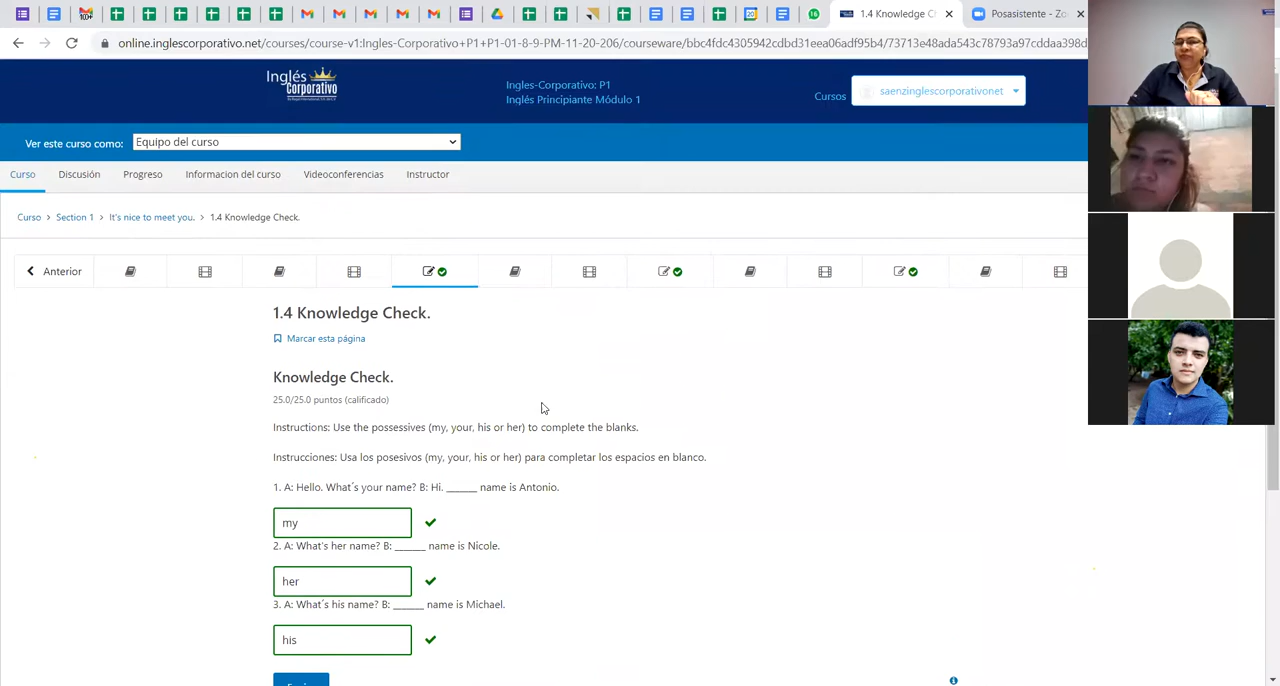 1.4 Knowledge Ch
Posasistente - Zo
online.inglescorporativo.net/courses/course-v1:Ingles-Corporativo+P1+P1-01-8-9-PM-11-20-206/courseware/bbc4fdc4305942cdbd31eea06adf95b4/73713e48ada543c78793a97cddaa398d
Inglés
Corporativo
Ingles-Corporativo: P1
Inglés Principiante Módulo 1
Cursos
saenzinglescorporativonet
Ver este curso como:
Equipo del curso
Curso
Discusión
Progreso
Informacion del curso
Videoconferencias
Instructor
Curso > Section 1 > It's nice to meet you. > 1.4 Knowledge Check.
Anterior
1.4 Knowledge Check.
Marcar esta página
Knowledge Check.
25.0/25.0 puntos (calificado)
Instructions: Use the possessives (my, your, his or her) to complete the blanks.
Instrucciones: Usa los posesivos (my, your, his or her) para completar los espacios en blanco.
1. A: Hello. What´s your name? B: Hi. ______ name is Antonio.
my
2. A: What's her name? B: ______ name is Nicole.
her
3. A: What´s his name? B: ______ name is Michael.
his